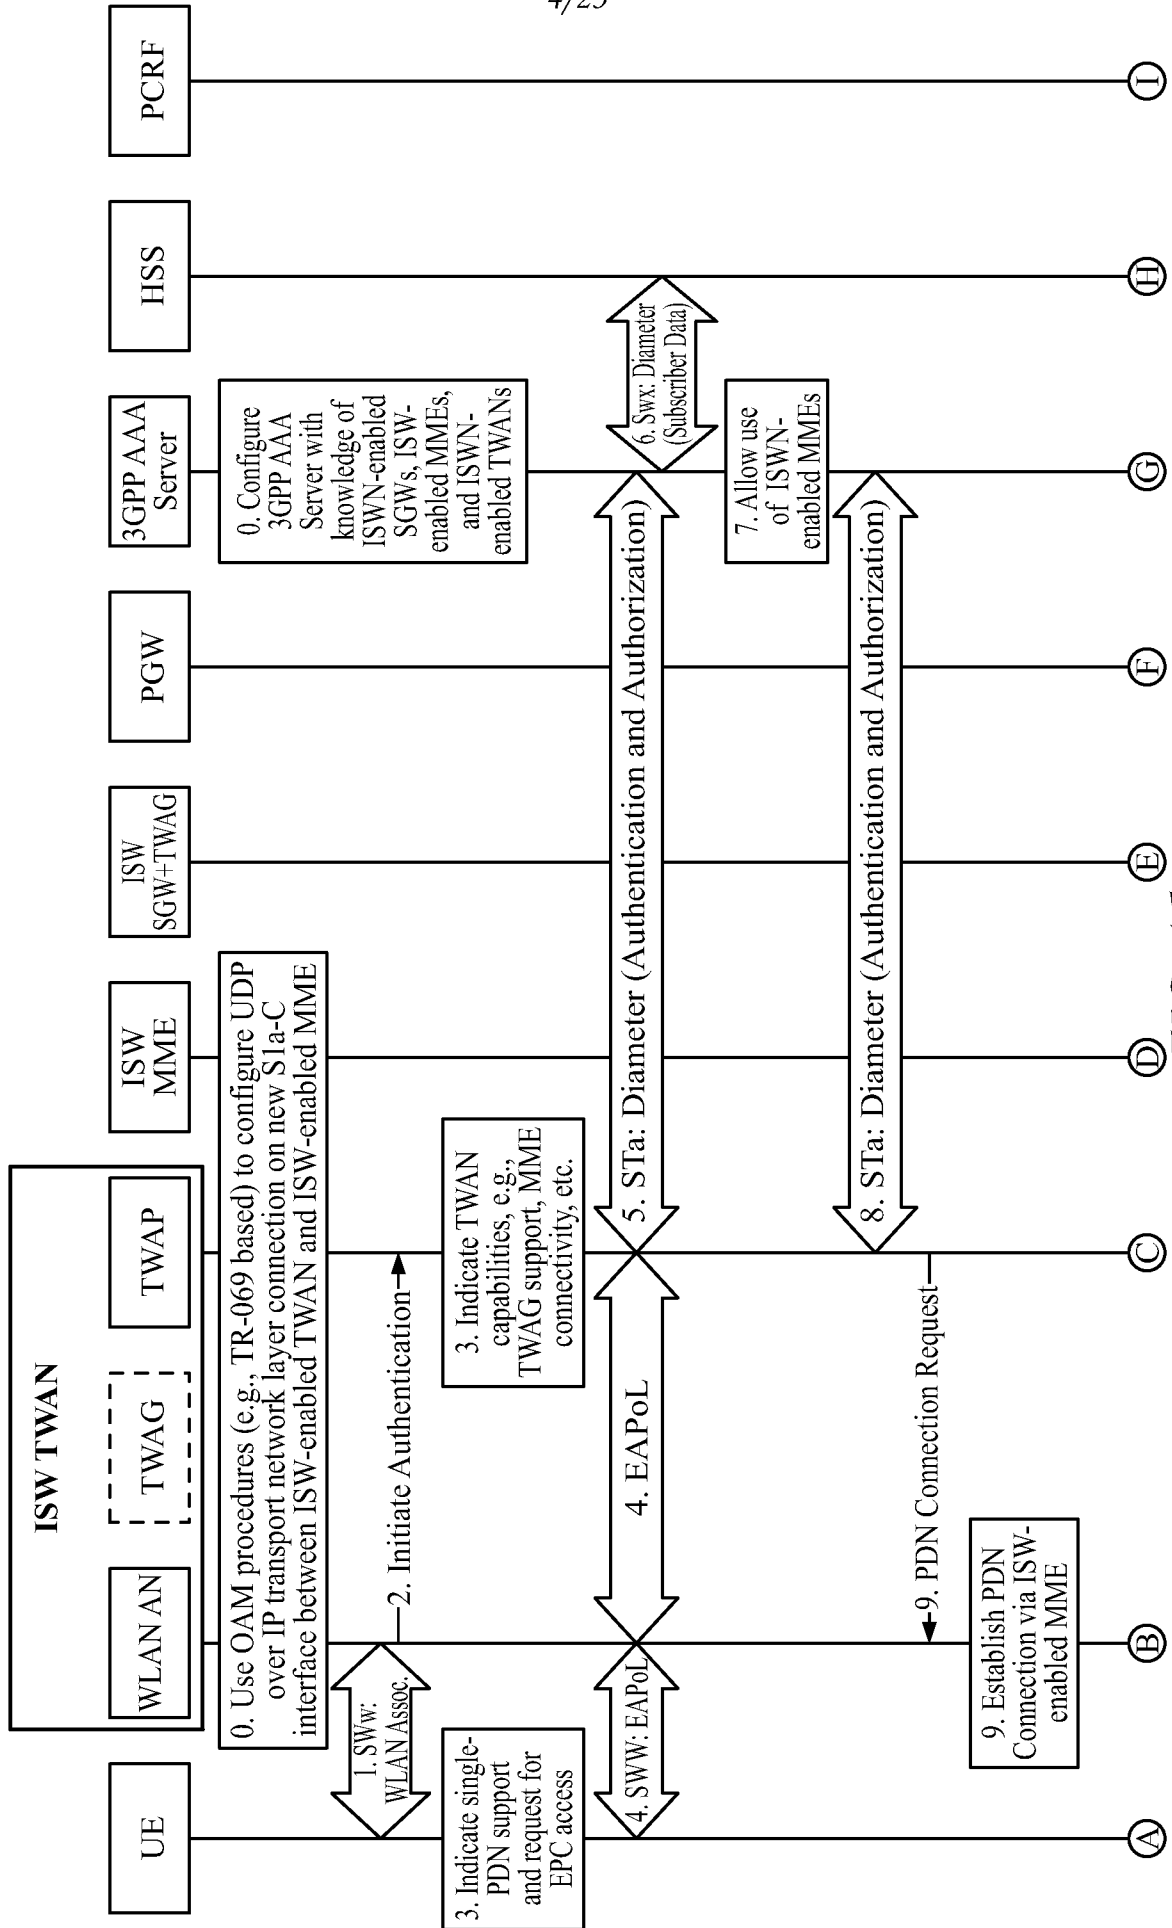 4/25
ISW TWAN
UE
WLAN AN
TWAG
TWAP
ISW
MME
ISW
SGW+TWAG
PGW
3GPP AAA
Server
HSS
PCRF
0. Use OAM procedures (e.g., TR-069 based) to configure UDP
over IP transport network layer connection on new S1a-C
interface between ISW-enabled TWAN and ISW-enabled MME
0. Configure
3GPP AAA
Server with
knowledge of
ISWN-enabled
SGWs, ISW-
enabled MMEs,
and ISWN-
enabled TWANs
1. SWw:
WLAN Assoc.
2. Initiate Authentication
3. Indicate single-
PDN support
and request for
EPC access
3. Indicate TWAN
capabilities, e.g.,
TWAG support, MME
connectivity, etc.
4. SWW: EAPoL
4. EAPoL
5. STa: Diameter (Authentication and Authorization)
6. Swx: Diameter
(Subscriber Data)
7. Allow use
of ISWN-
enabled MMEs
8. STa: Diameter (Authentication and Authorization)
9. PDN Connection Request
9. Establish PDN
Connection via ISW-
enabled MME
A
B
C
D
E
F
G
H
I